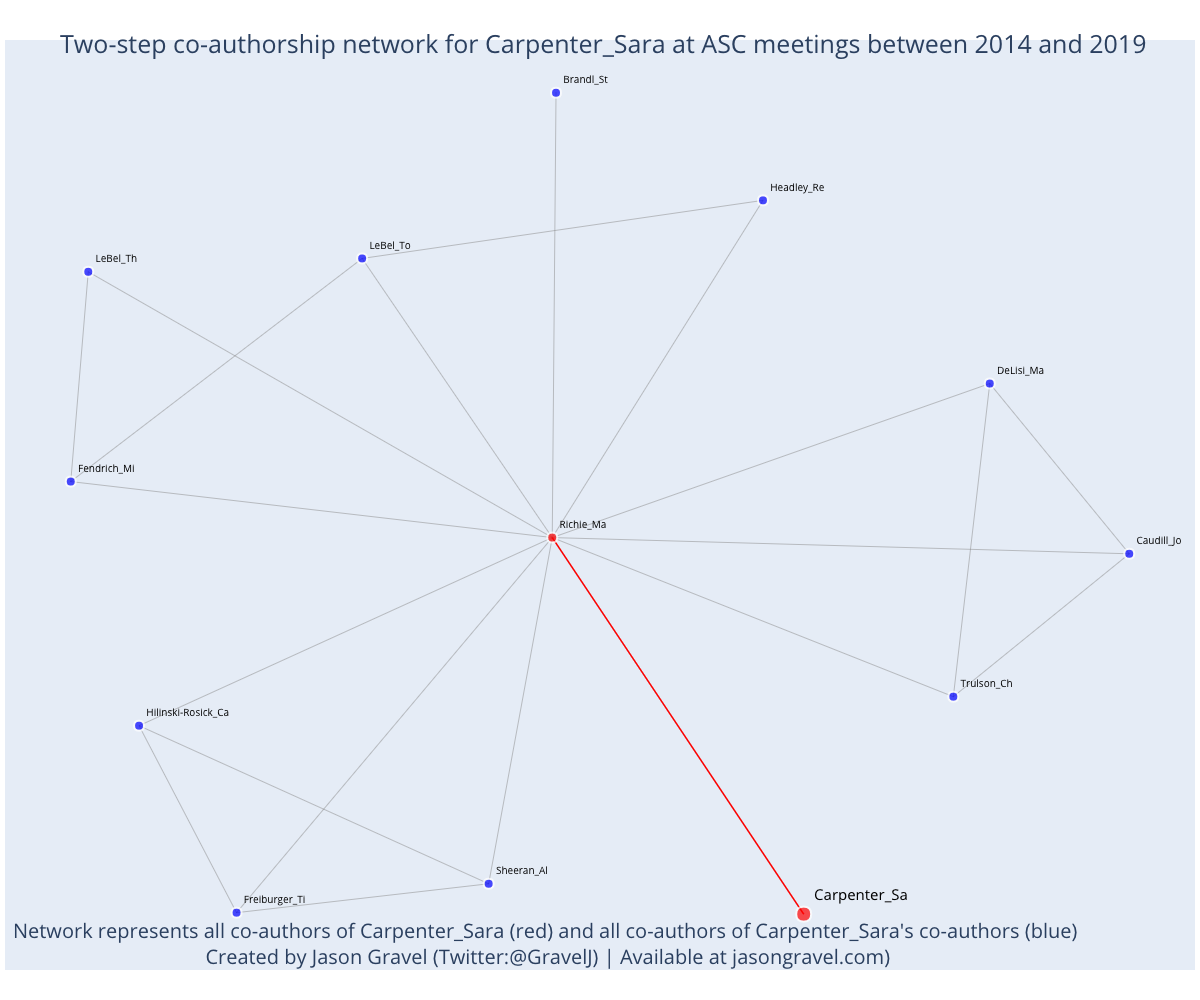 Two-step co-authorship network for Carpenter_Sara at ASC meetings between 2014 and 2019
Brandl_St
Headley_Re
LeBel_To
LeBel_Th
DeLisi_Ma
Fendrich_Mi
Richie_Ma
Caudill_Jo
Trulson_Ch
Hilinski-Rosick_Ca
Sheeran_Al
Carpenter_Sa
Freiburger_Ti
Network represents all co-authors of Carpenter_Sara (red) and all co-authors of Carpenter_Sara's co-authors (blue)
Created by Jason Gravel (Twitter:@GravelJ) | Available at jasongravel.com)